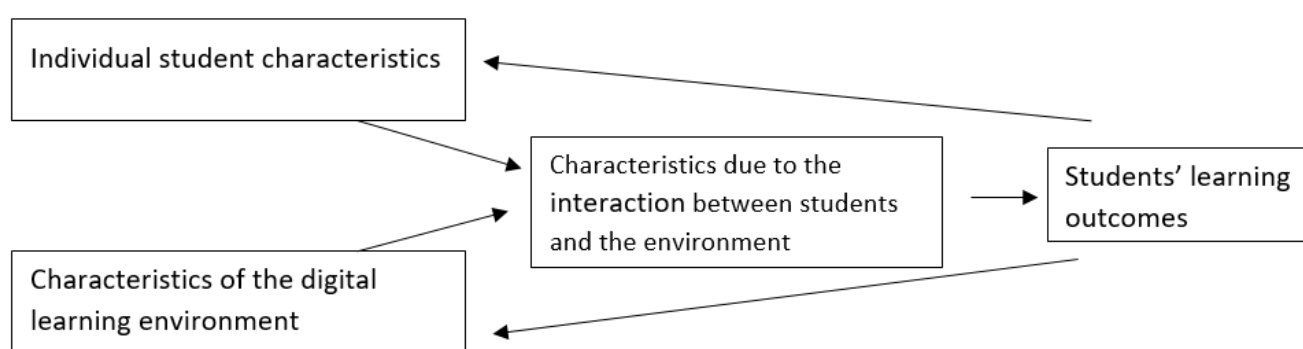 Individual student characteristics
Characteristics due to the
interaction between students
and the environment
Students’ learning
outcomes
Characteristics of the digital
learning environment